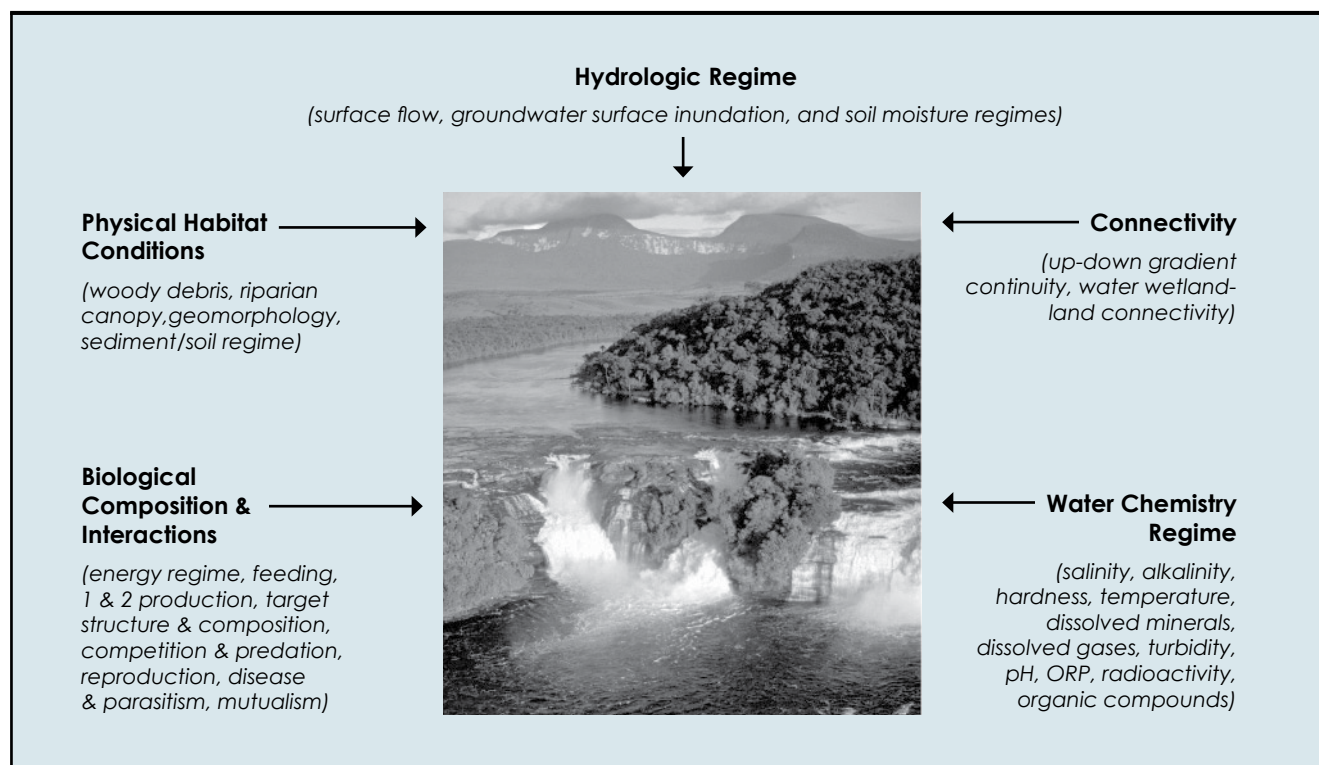 Hydrologic Regime
(surface flow, groundwater surface inundation, and soil moisture regimes)
Physical Habitat
Conditions
(woody debris, riparian
canopy,geomorphology,
sediment/soil regime)
Connectivity
(up-down gradient
continuity, water wetland-
land connectivity)
Biological
Composition &
Interactions
(energy regime, feeding,
1 & 2 production, target
structure & composition,
competition & predation,
reproduction, disease
& parasitism, mutualism)
Water Chemistry
Regime
(salinity, alkalinity,
hardness, temperature,
dissolved minerals,
dissolved gases, turbidity,
pH, ORP, radioactivity,
organic compounds)